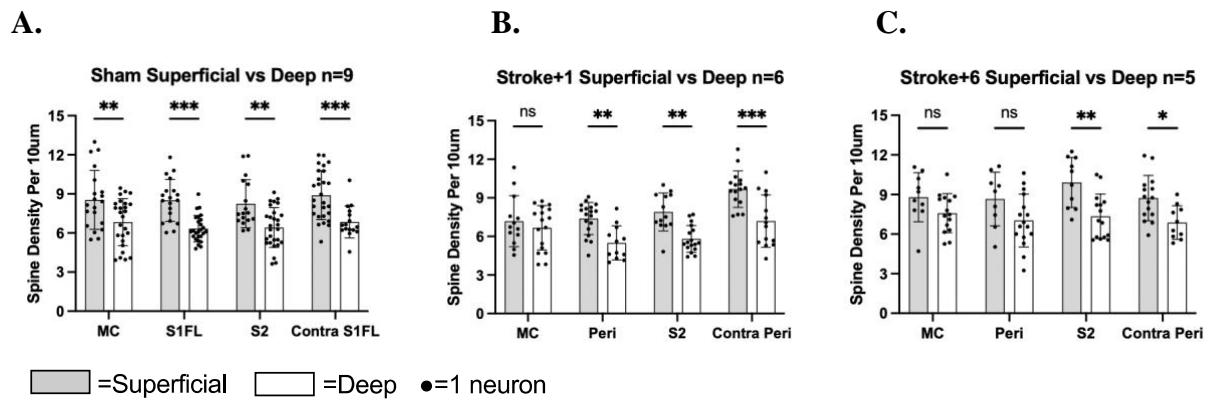 A.
B.
C.
Sham Superficial vs Deep n=9
Spine Density Per 10um
15
12
9
6
3
0
** *** ** ***
MC S1FL S2 Contra S1FL
Stroke+1 Superficial vs Deep n=6
Spine Density Per 10um
15
12
9
6
3
0
ns ** ** ***
MC Peri S2 Contra Peri
Stroke+6 Superficial vs Deep n=5
Spine Density Per 10um
15
12
9
6
3
0
ns ns ** *
MC Peri S2 Contra Peri
=Superficial =Deep ●=1 neuron